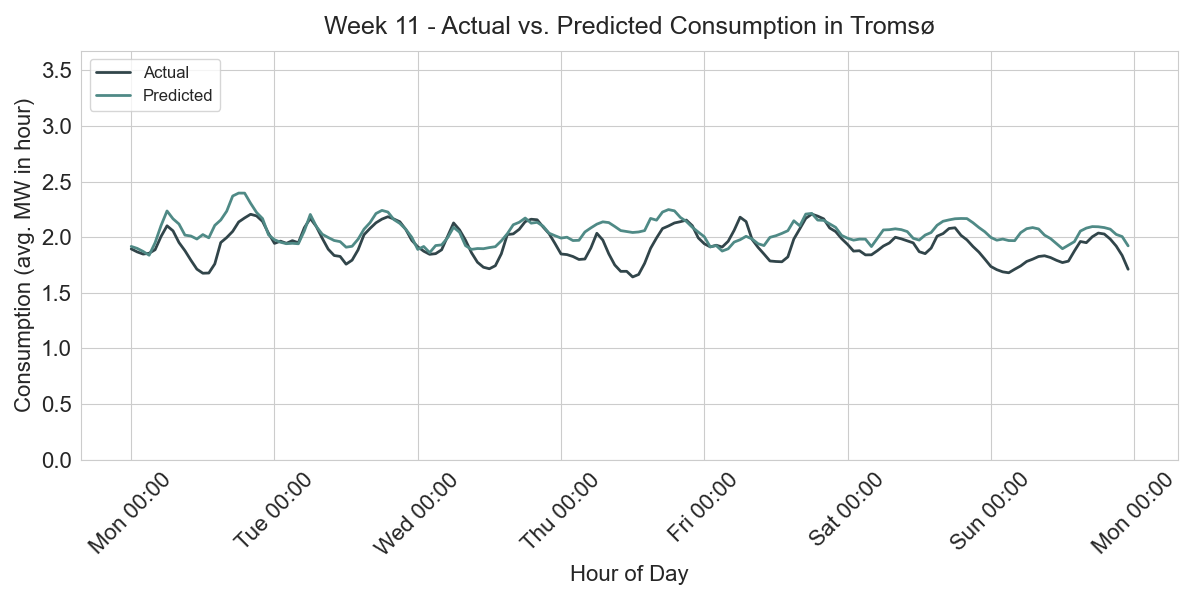 Week 11 - Actual vs. Predicted Consumption in Tromsø
Actual
Predicted
Consumption (avg. MW in hour)
3.5
3.0
2.5
2.0
1.5
1.0
0.5
0.0
Mon 00:00
Tue 00:00
Wed 00:00
Thu 00:00
Fri 00:00
Sat 00:00
Sun 00:00
Mon 00:00
Hour of Day